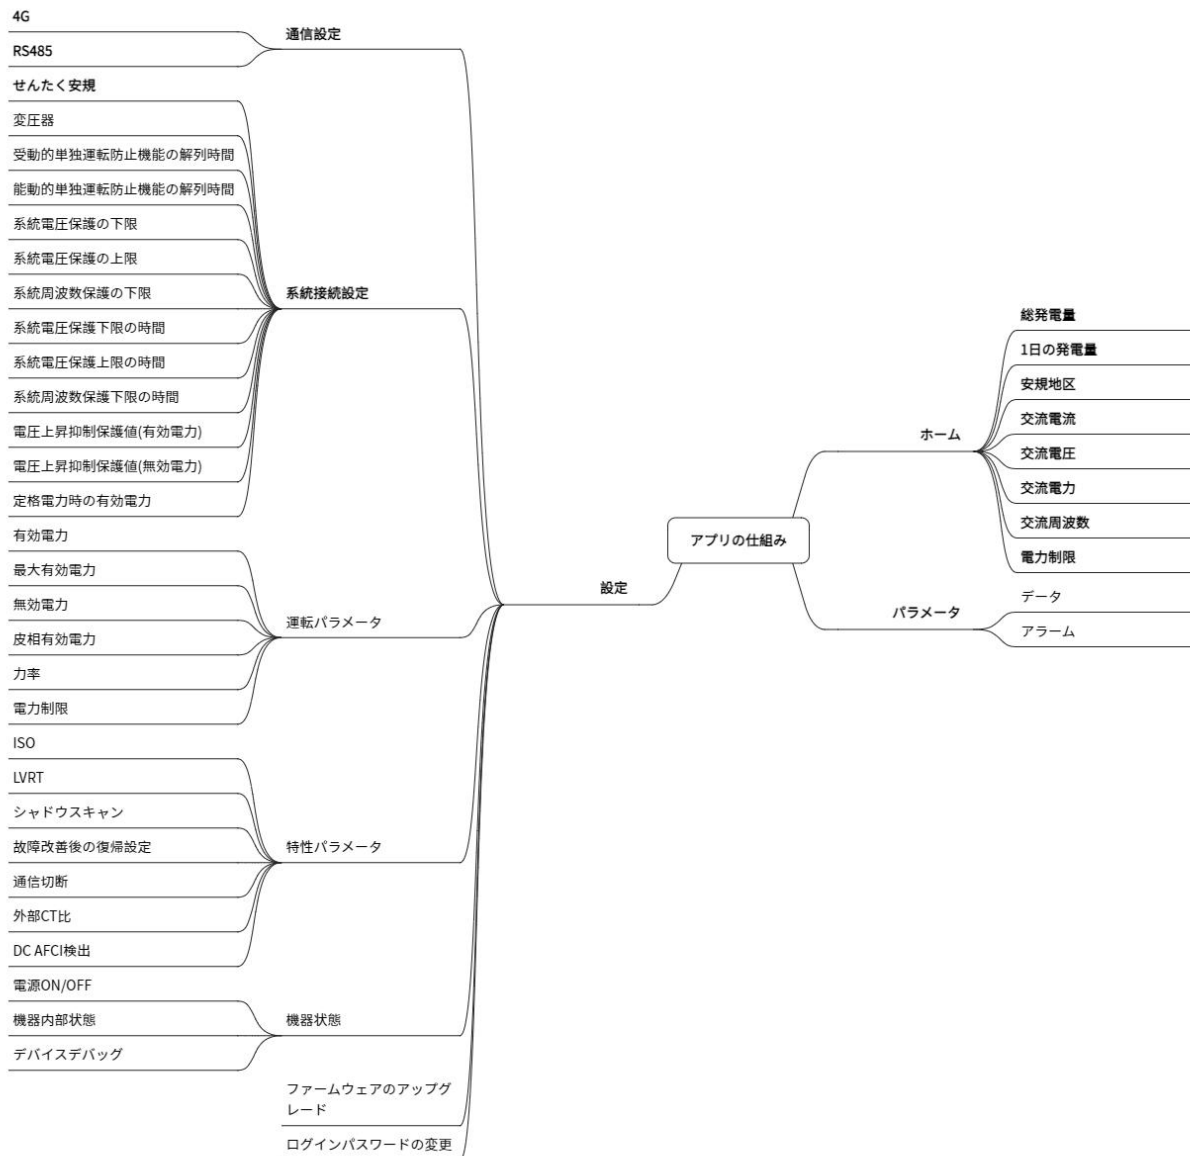 4G
RS485
通信設定
せんたく安規
変圧器
受動的単独運転防止機能の解列時間
能動的単独運転防止機能の解列時間
系統電圧保護の下限
系統電圧保護の上限
系統周波数保護の下限
系統電圧保護下限の時間
系統電圧保護上限の時間
系統周波数保護下限の時間
電圧上昇抑制保護値(有効電力)
電圧上昇抑制保護値(無効電力)
定格電力時の有効電力
系統接続設定
有効電力
最大有効電力
無効電力
皮相有効電力
力率
電力制限
運転パラメータ
ISO
LVRT
シャドウスキャン
故障改善後の復帰設定
通信切断
外部CT比
DC AFCI検出
特性パラメータ
電源ON/OFF
機器内部状態
デバイスデバッグ
機器状態
ファームウェアのアップグ
レード
ログインパスワードの変更
設定
アプリの仕組み
ホーム
総発電量
1日の発電量
安規地区
交流電流
交流電圧
交流電力
交流周波数
電力制限
パラメータ
データ
アラーム